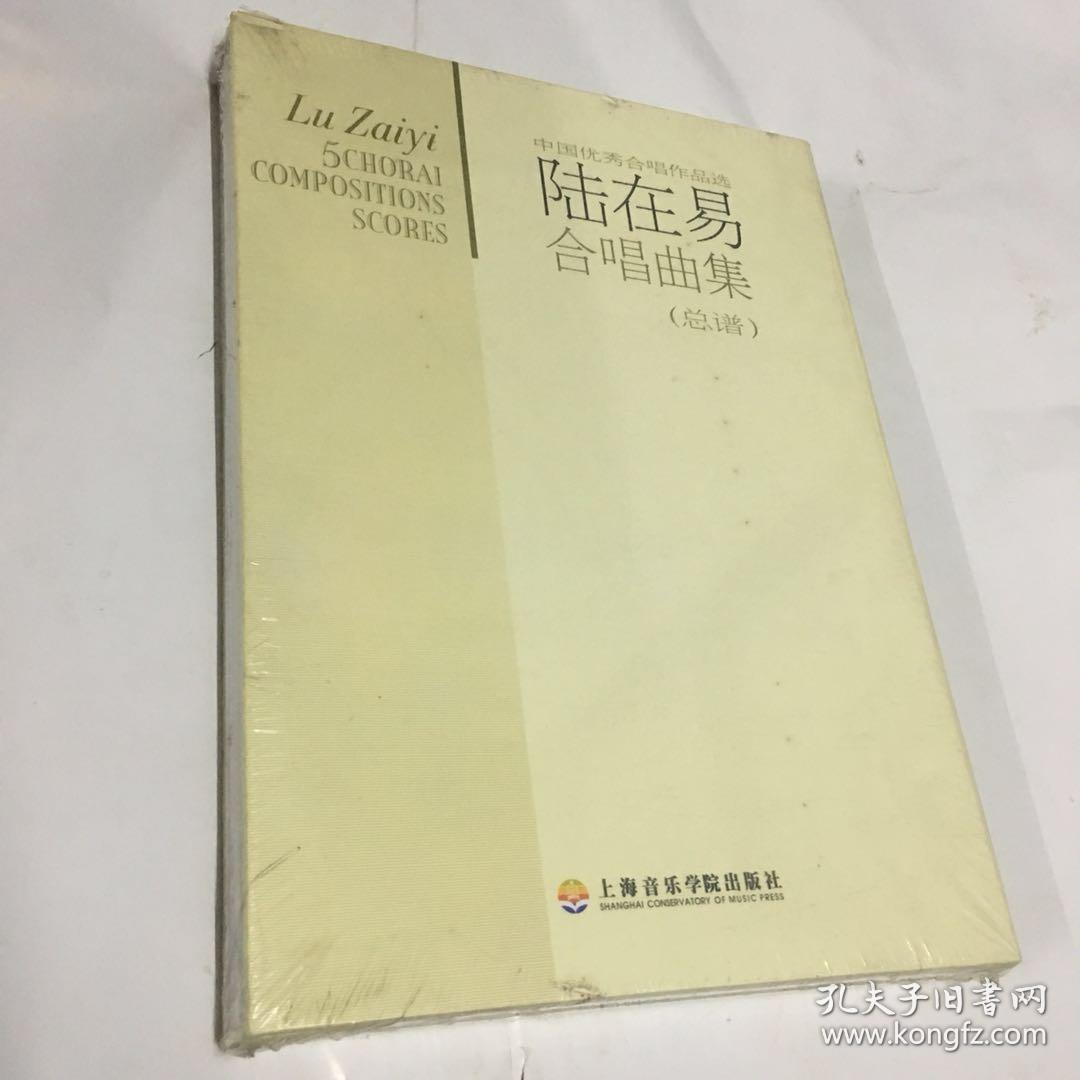 Lu Zaiyi
5CHORAI
COMPOSITIONS
SCORES
中国优秀合唱作品选
陆在易
合唱曲集
(总谱)
上海音乐学院出版社
SHANGHAI CONSERVATORY OF MUSIC PRESS
孔夫子旧書网
www.kongfz.com